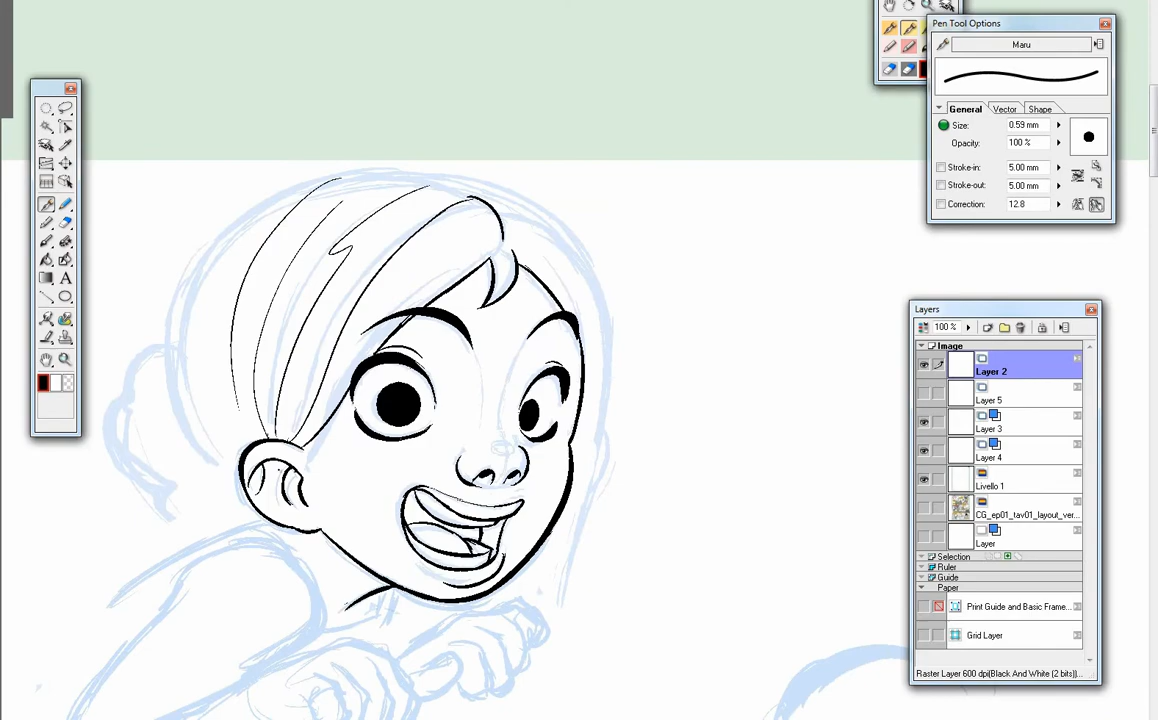 Pen Tool Options
Maru
General Vector Shape
Size: 0.59 mm
Opacity: 100 %
Stroke-in: 5.00 mm
Stroke-out: 5.00 mm
Correction: 12.8
A
Layers
100 %
Image
Layer 2
Layer 5
Layer 3
Layer 4
Livello 1
CG_ep01_tav01_layout_ver...
Layer
Selection
Ruler
Guide
Paper
Print Guide and Basic Frame...
Grid Layer
Raster Layer 600 dpi(Black And White (2 bits))...